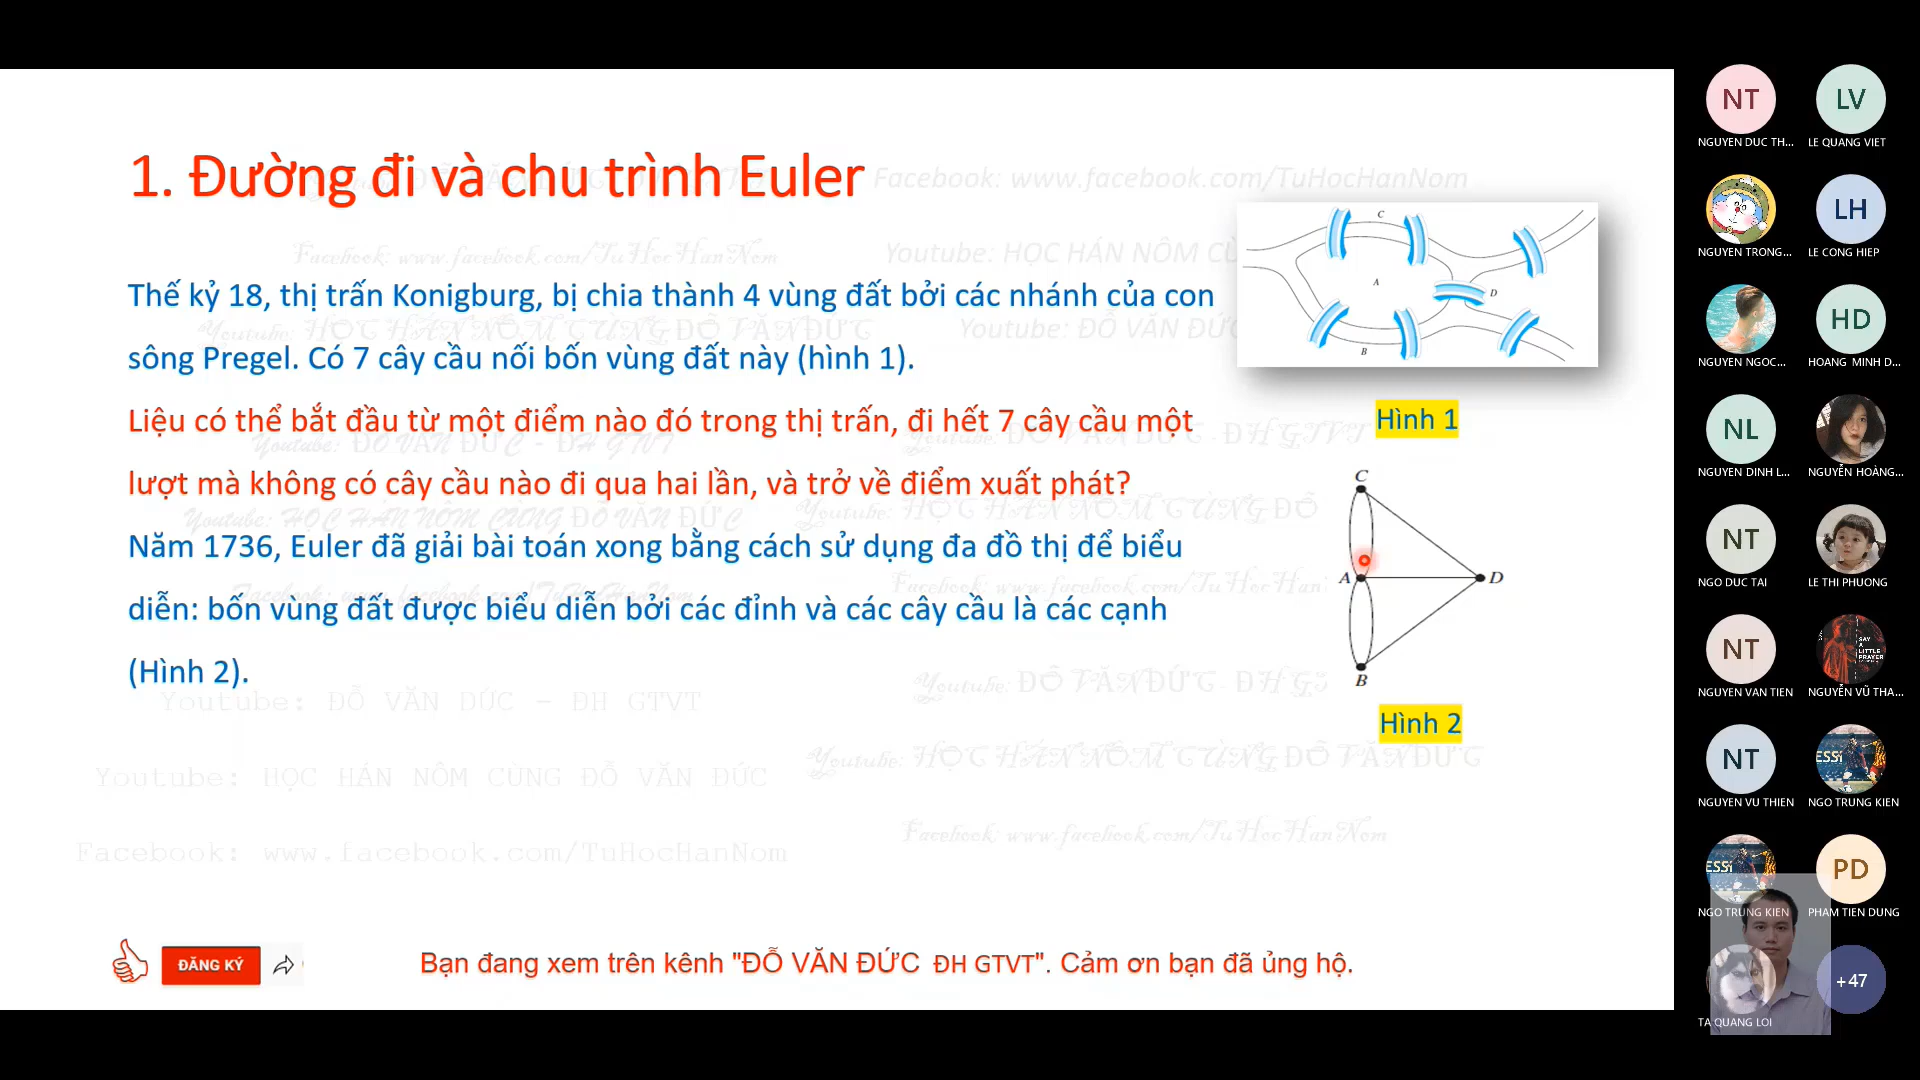 1. Đường đi và chu trình Euler
Facebook: www.facebook.com/TuHocHanNom
Facebook: www.facebook.com/TuHocHanNom
Youtube: HỌC HÁN NÔM CÙ
Thế kỷ 18, thị trấn Konigburg, bị chia thành 4 vùng đất bởi các nhánh của con
Youtube: HỌC HÁN NÔM CÙNG ĐỖ VĂN ĐỨC
Youtube: ĐỖ VĂN ĐỨC
sông Pregel. Có 7 cây cầu nối bốn vùng đất này (hình 1).
Liệu có thể bắt đầu từ một điểm nào đó trong thị trấn, đi hết 7 cây cầu một
Youtube: ĐỖ VĂN ĐỨC - ĐH GTVT
Youtube: ĐỖ VĂN ĐỨC - ĐH GTVT
lượt mà không có cây cầu nào đi qua hai lần, và trở về điểm xuất phát?
Youtube: HỌC HÁN NÔM CÙNG ĐỖ VĂN ĐỨC
Youtube: HỌC HÁN NÔM CÙNG ĐỖ
Năm 1736, Euler đã giải bài toán xong bằng cách sử dụng đa đồ thị để biểu
Facebook: www.facebook.com/TuHocHanNom
Facebook: www.facebook.com/TuHocHanNom
diễn: bốn vùng đất được biểu diễn bởi các đỉnh và các cây cầu là các cạnh
(Hình 2).
Youtube: ĐỖ VĂN ĐỨC - ĐH GTVT
Youtube: ĐỖ VĂN ĐỨC - ĐH
Youtube: HỌC HÁN NÔM CÙNG ĐỖ VĂN ĐỨC
Youtube: HỌC HÁN NÔM CÙNG ĐỖ VĂN ĐỨC
Facebook: www.facebook.com/TuHocHanNom
Facebook: www.facebook.com/TuHocHanNom
C
A
D
B
Hình 1
C
A
D
B
Hình 2
ĐĂNG KÝ
Bạn đang xem trên kênh "ĐỖ VĂN ĐỨC ĐH GTVT". Cảm ơn bạn đã ủng hộ.
NT
LV
NGUYEN DUC TH...
LE QUANG VIET
LH
NGUYEN TRONG...
LE CONG HIEP
HD
NGUYEN NGOC...
HOANG MINH D...
NL
NGUYEN DINH L...
NGUYỄN HOÀNG...
NT
NGO DUC TAI
LE THI PHUONG
NT
SAY A LITTLE PRAYER
NGUYEN VAN TIEN
NGUYỄN VŨ THA...
NT
ESSi
NGUYEN VU THIEN
NGO TRUNG KIEN
ESSi
PD
NGO TRUNG KIEN
PHAM TIEN DUNG
+47
TA QUANG LOI